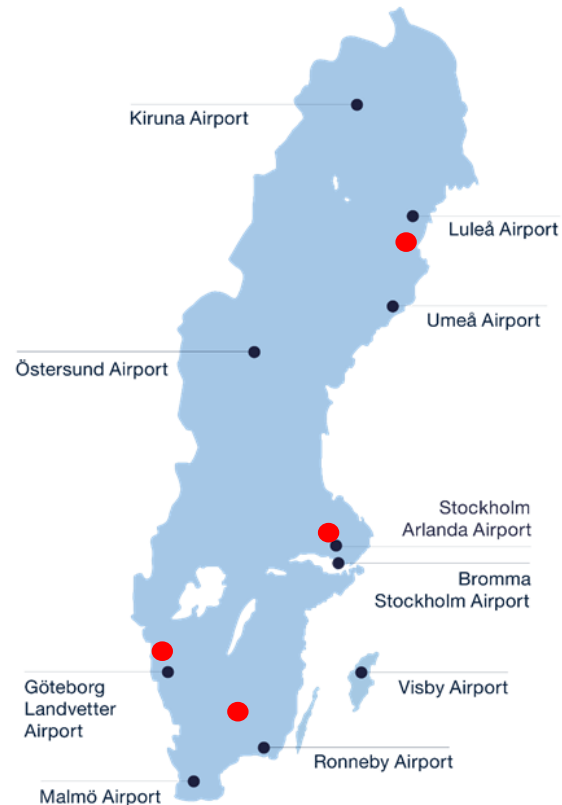 Kiruna Airport
Luleå Airport
Umeå Airport
Östersund Airport
Stockholm
Arlanda Airport
Bromma
Stockholm Airport
Göteborg
Landvetter
Airport
Visby Airport
Ronneby Airport
Malmö Airport